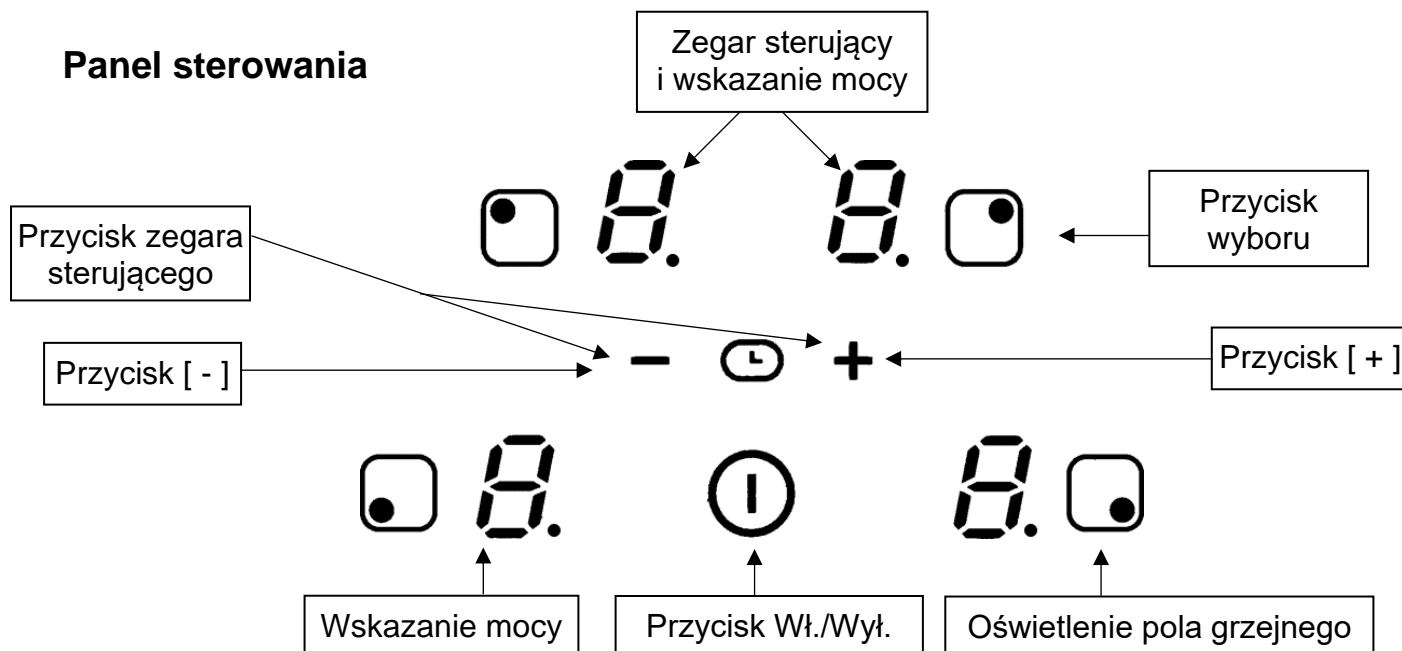 Panel sterowania
Zegar sterujący
i wskazanie mocy
Przycisk zegara
sterującego
Przycisk
wyboru
Przycisk [ - ]
Przycisk [ + ]
Wskazanie mocy
Przycisk Wł./Wył.
Oświetlenie pola grzejnego